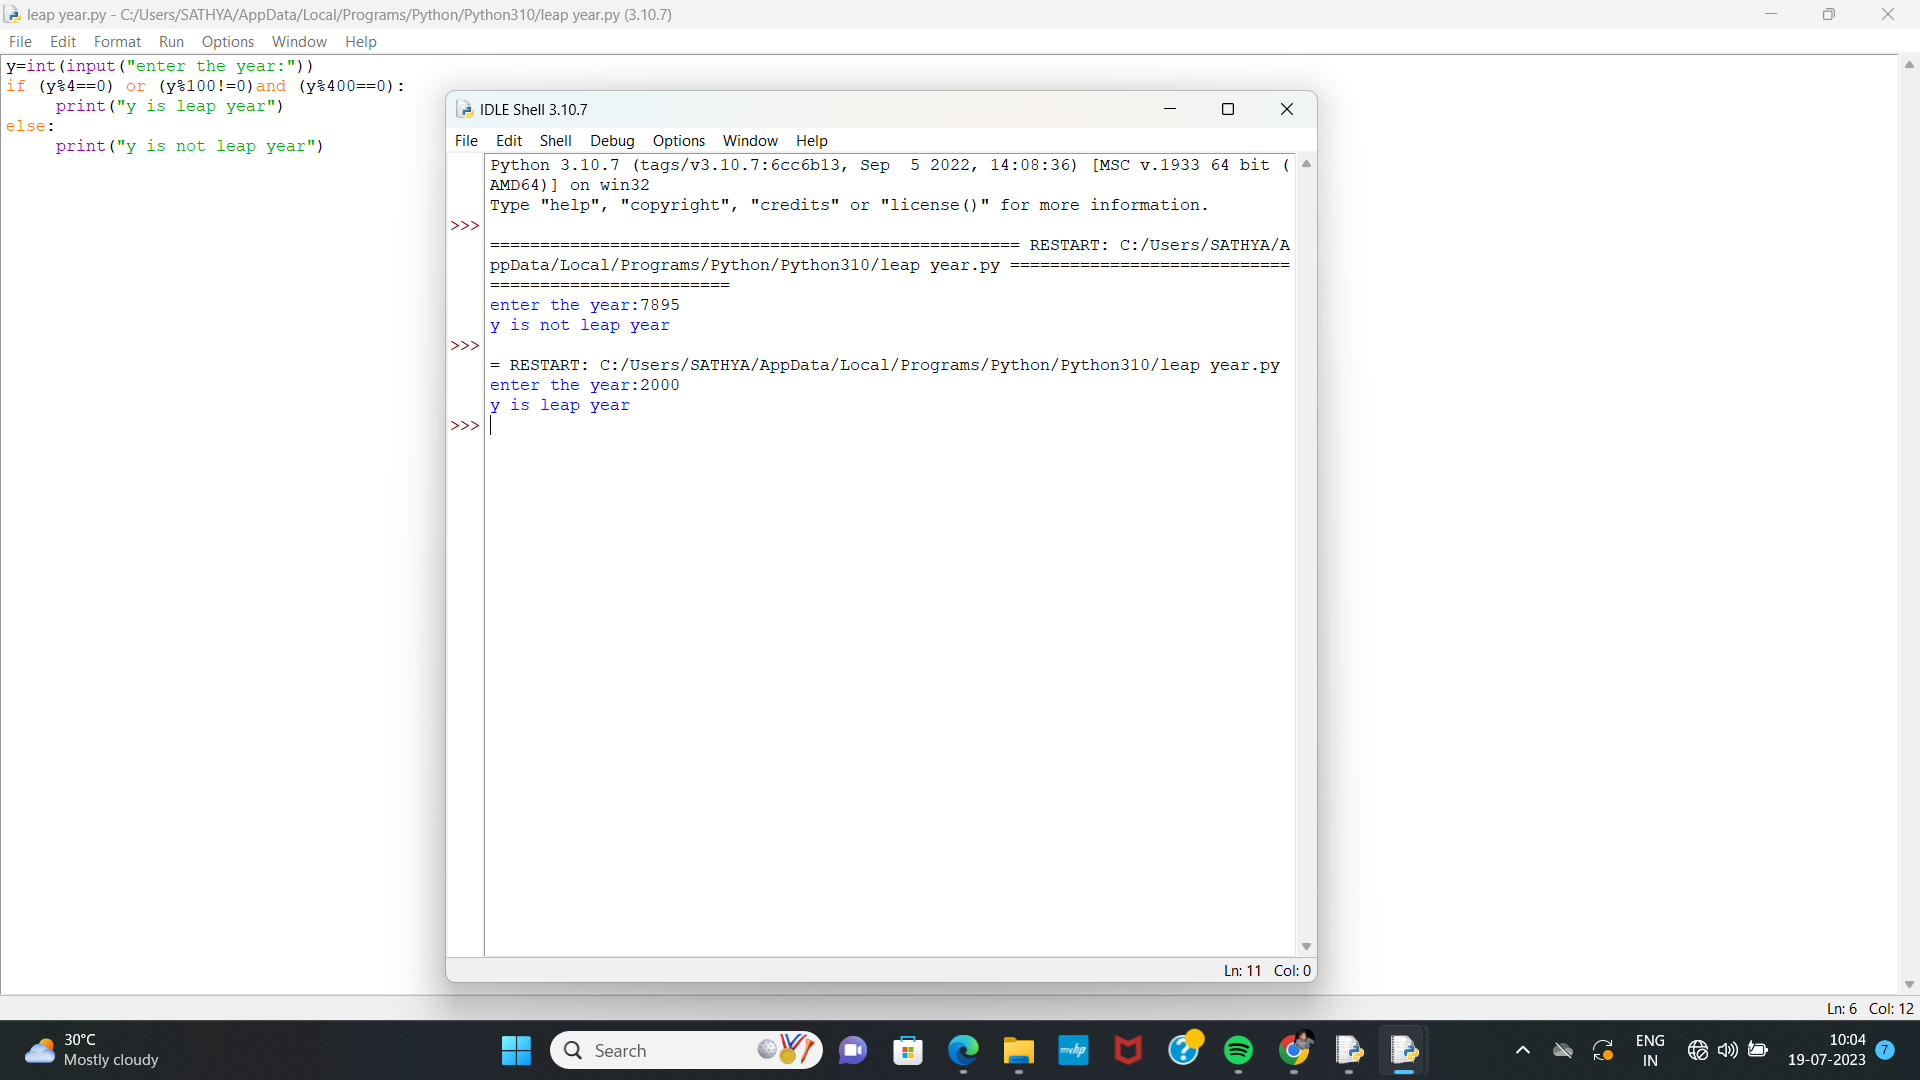 leap year.py - C:/Users/SATHYA/AppData/Local/Programs/Python/Python310/leap year.py (3.10.7)
File Edit Format Run Options Window Help
y=int(input("enter the year:"))
if (y%4==0) or (y%100!=0)and (y%400==0):
     print("y is leap year")
else:
     print("y is not leap year")
IDLE Shell 3.10.7
File Edit Shell Debug Options Window Help
Python 3.10.7 (tags/v3.10.7:6cc6b13, Sep  5 2022, 14:08:36) [MSC v.1933 64 bit (
AMD64)] on win32
Type "help", "copyright", "credits" or "license()" for more information.
>>>
===================================================== RESTART: C:/Users/SATHYA/A
ppData/Local/Programs/Python/Python310/leap year.py ============================
========================
enter the year:7895
y is not leap year
>>>
= RESTART: C:/Users/SATHYA/AppData/Local/Programs/Python/Python310/leap year.py
enter the year:2000
y is leap year
>>>
Ln: 11 Col: 0
Ln: 6 Col: 12
30°C
Mostly cloudy
Search
myhp
ENG
IN
10:04
19-07-2023
7